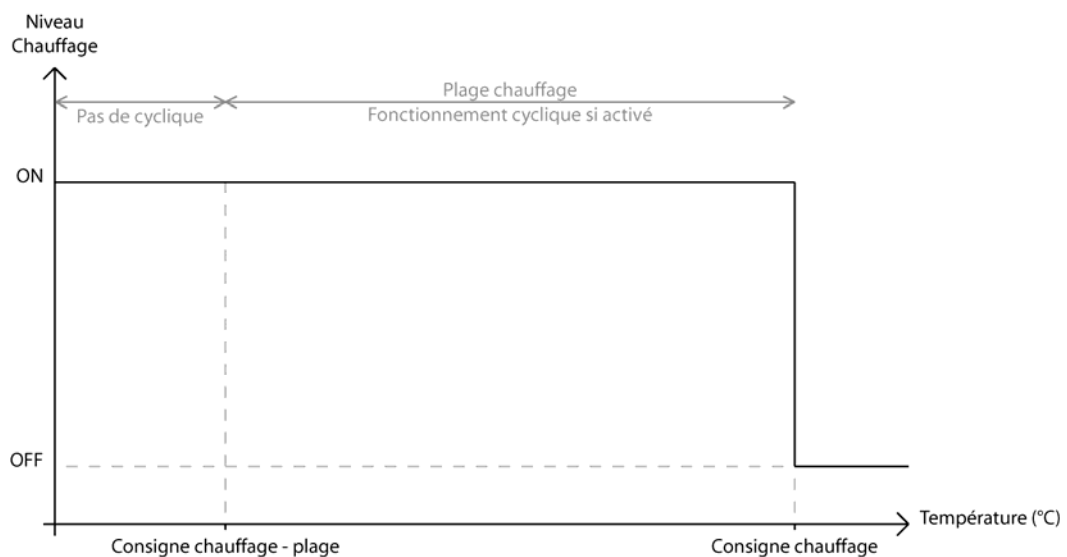 Niveau
Chauffage
Plage chauffage
Pas de cyclique
Fonctionnement cyclique si activé
ON
OFF
Température (°C)
Consigne chauffage - plage
Consigne chauffage